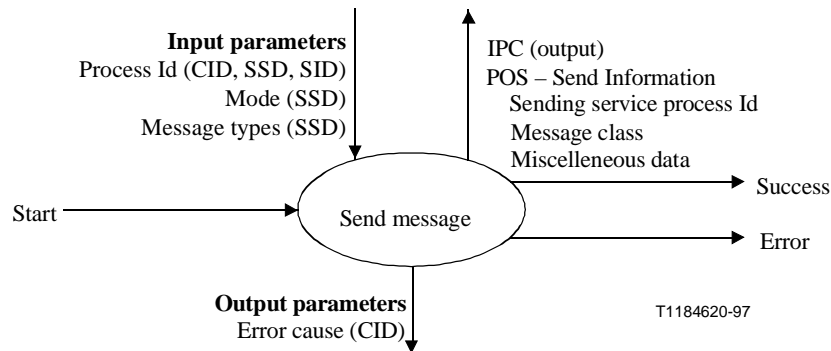 Input parameters
Process Id (CID, SSD, SID)
Mode (SSD)
Message types (SSD)
IPC (output)
POS – Send Information
Sending service process Id
Message class
Miscelleneous data
Success
Start
Send message
Error
Output parameters
Error cause (CID)
T1184620-97